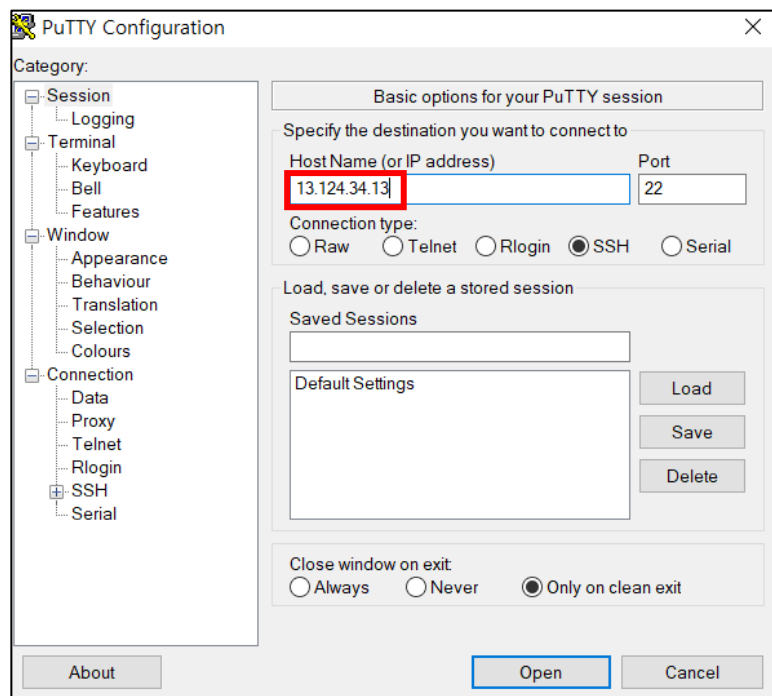 PuTTY Configuration
Category:
Session
Logging
Terminal
Keyboard
Bell
Features
Window
Appearance
Behaviour
Translation
Selection
Colours
Connection
Data
Proxy
Telnet
Rlogin
SSH
Serial
Basic options for your PuTTY session
Specify the destination you want to connect to
Host Name (or IP address) Port
13.124.34.13 22
Connection type:
Raw Telnet Rlogin SSH Serial
Load, save or delete a stored session
Saved Sessions
Default Settings
Load
Save
Delete
Close window on exit:
Always Never Only on clean exit
About Open Cancel